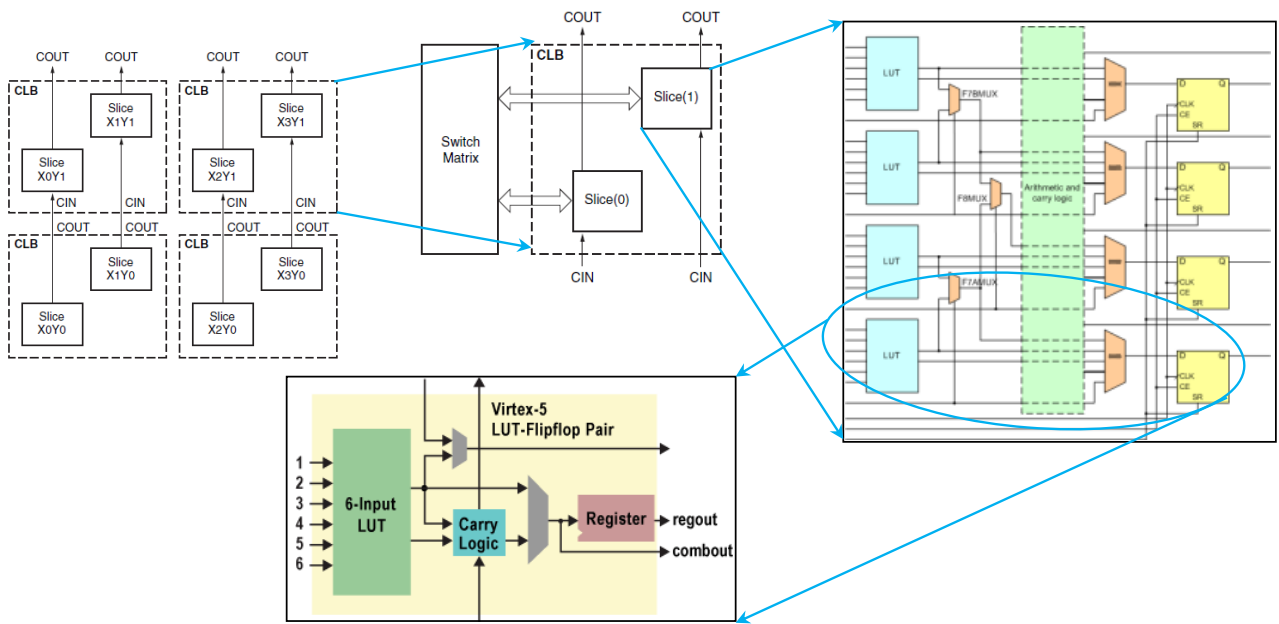 COUT
COUT
COUT
COUT
CLB
Slice
X1Y1
Slice
X0Y1
CIN
CIN
CLB
Slice
X3Y1
Slice
X2Y1
CIN
CIN
COUT
COUT
CLB
Slice
X1Y0
Slice
X0Y0
COUT
COUT
CLB
Slice
X3Y0
Slice
X2Y0
Switch
Matrix
COUT
COUT
CLB
Slice(1)
Slice(0)
CIN
CIN
LUT
F7BMUX
LUT
F8MUX
Arithmetic and
carry logic
LUT
F7AMUX
LUT
D
Q
CLK
CE
SR
D
Q
CLK
CE
SR
D
Q
CLK
CE
SR
D
Q
CLK
CE
SR
Virtex-5
LUT-Flipflop Pair
1
2
3
4
5
6
6-Input
LUT
Carry
Logic
Register
regout
combout